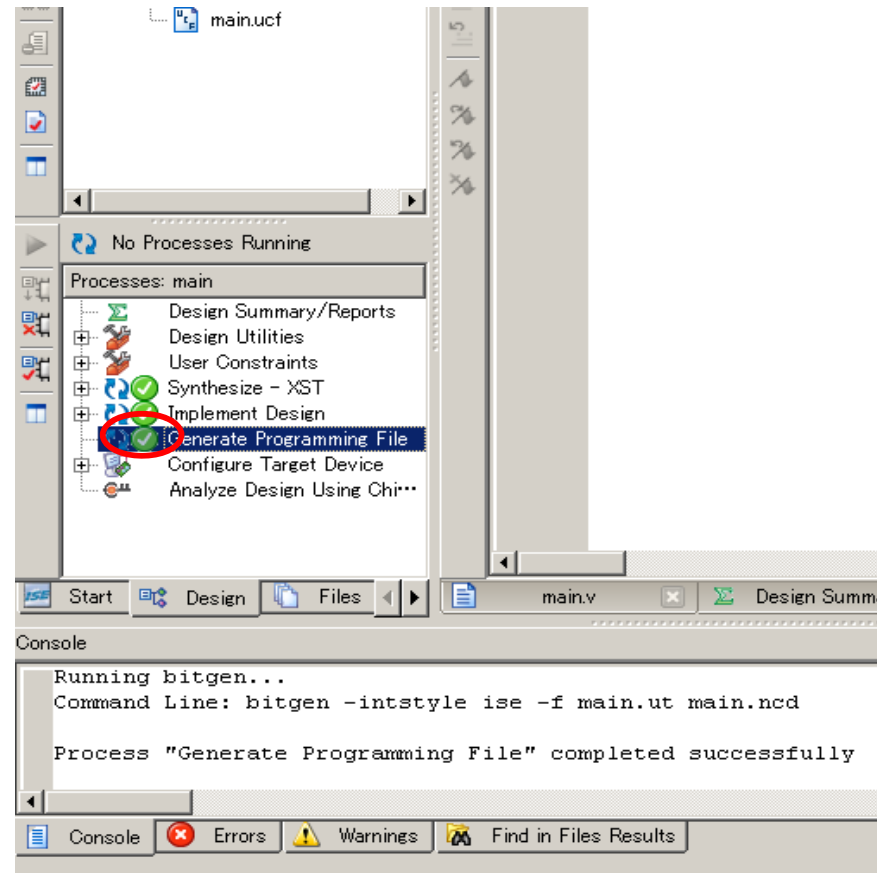 main.ucf
No Processes Running
Processes: main
Design Summary/Reports
Design Utilities
User Constraints
Synthesize - XST
Implement Design
Generate Programming File
Configure Target Device
Analyze Design Using Chi...
ISE Start Design Files
main.v Design Summ
Console
Running bitgen...
Command Line: bitgen -intstyle ise -f main.ut main.ncd
Process "Generate Programming File" completed successfully
Console Errors Warnings Find in Files Results